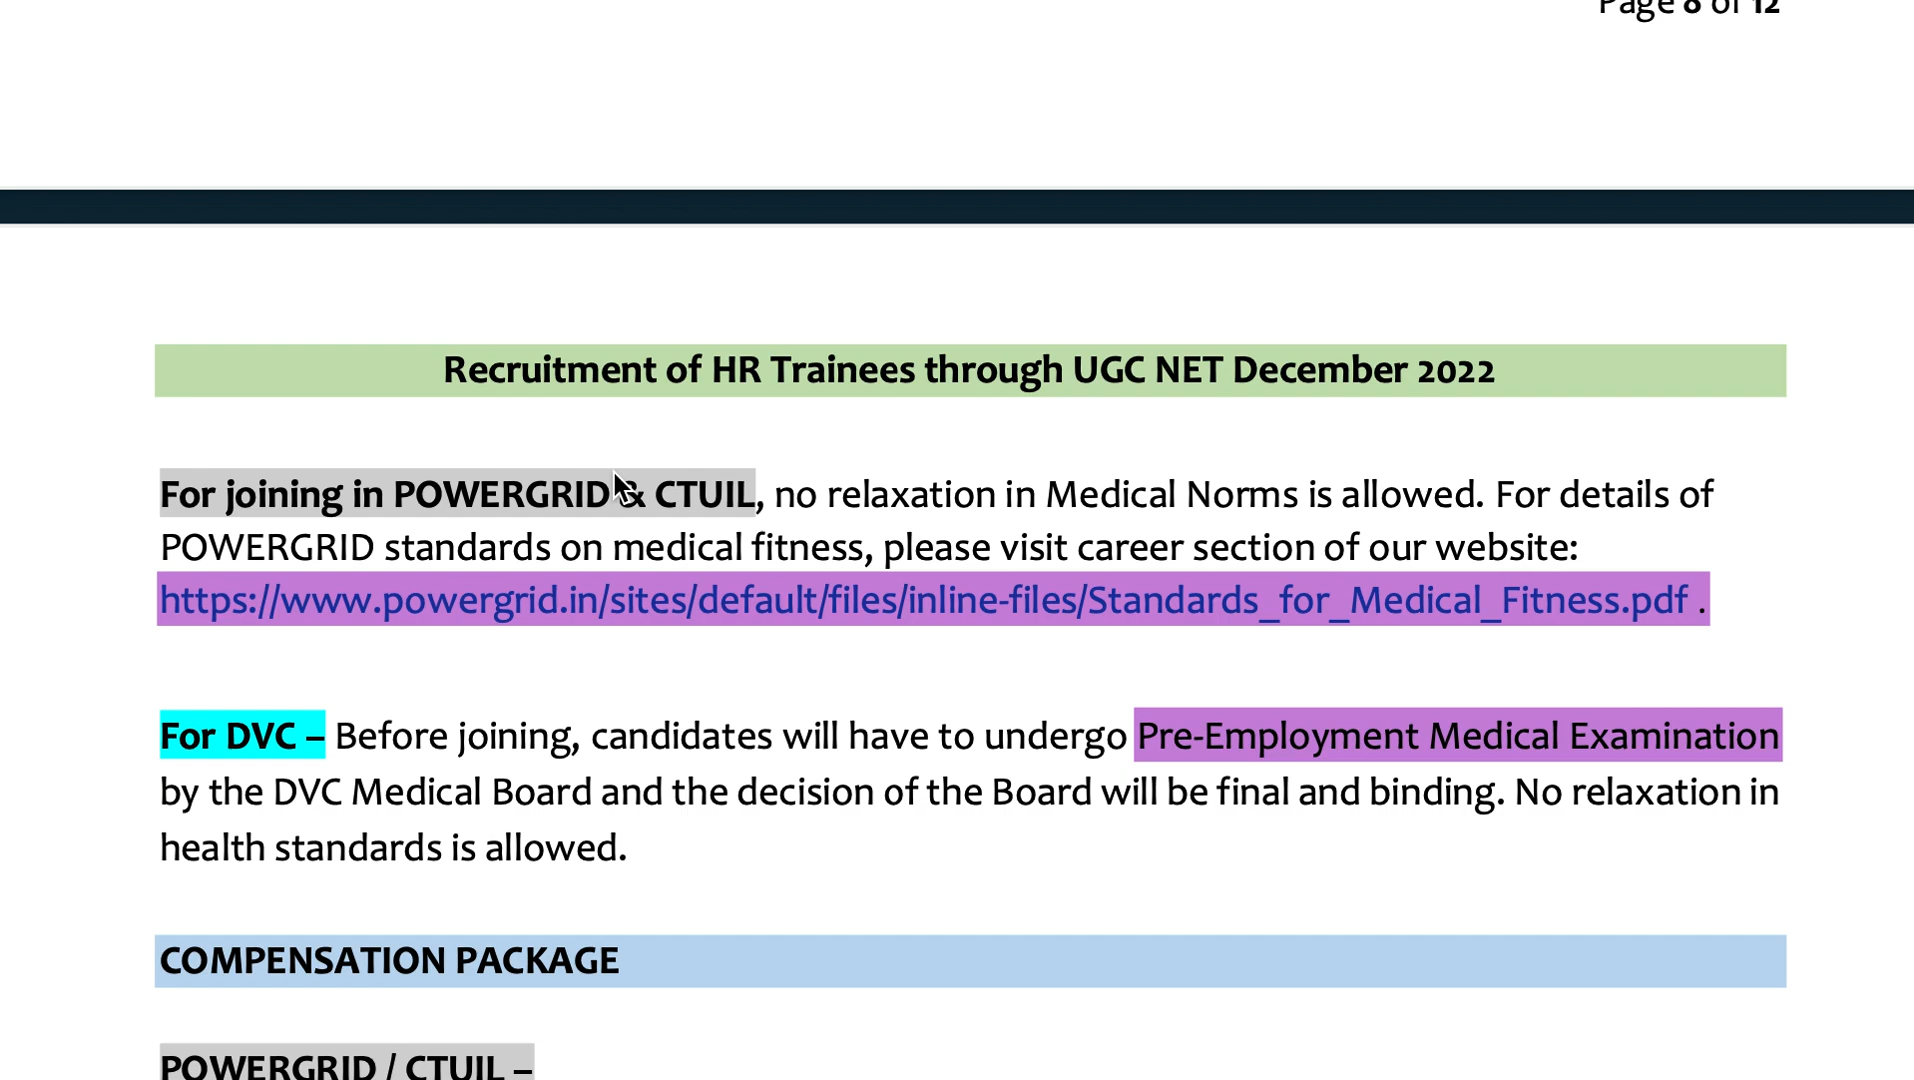 Page 8 of 12
Recruitment of HR Trainees through UGC NET December 2022
For joining in POWERGRID & CTUIL, no relaxation in Medical Norms is allowed. For details of
POWERGRID standards on medical fitness, please visit career section of our website:
https://www.powergrid.in/sites/default/files/inline-files/Standards_for_Medical_Fitness.pdf .
For DVC – Before joining, candidates will have to undergo Pre-Employment Medical Examination
by the DVC Medical Board and the decision of the Board will be final and binding. No relaxation in
health standards is allowed.
COMPENSATION PACKAGE
POWERGRID / CTUIL –